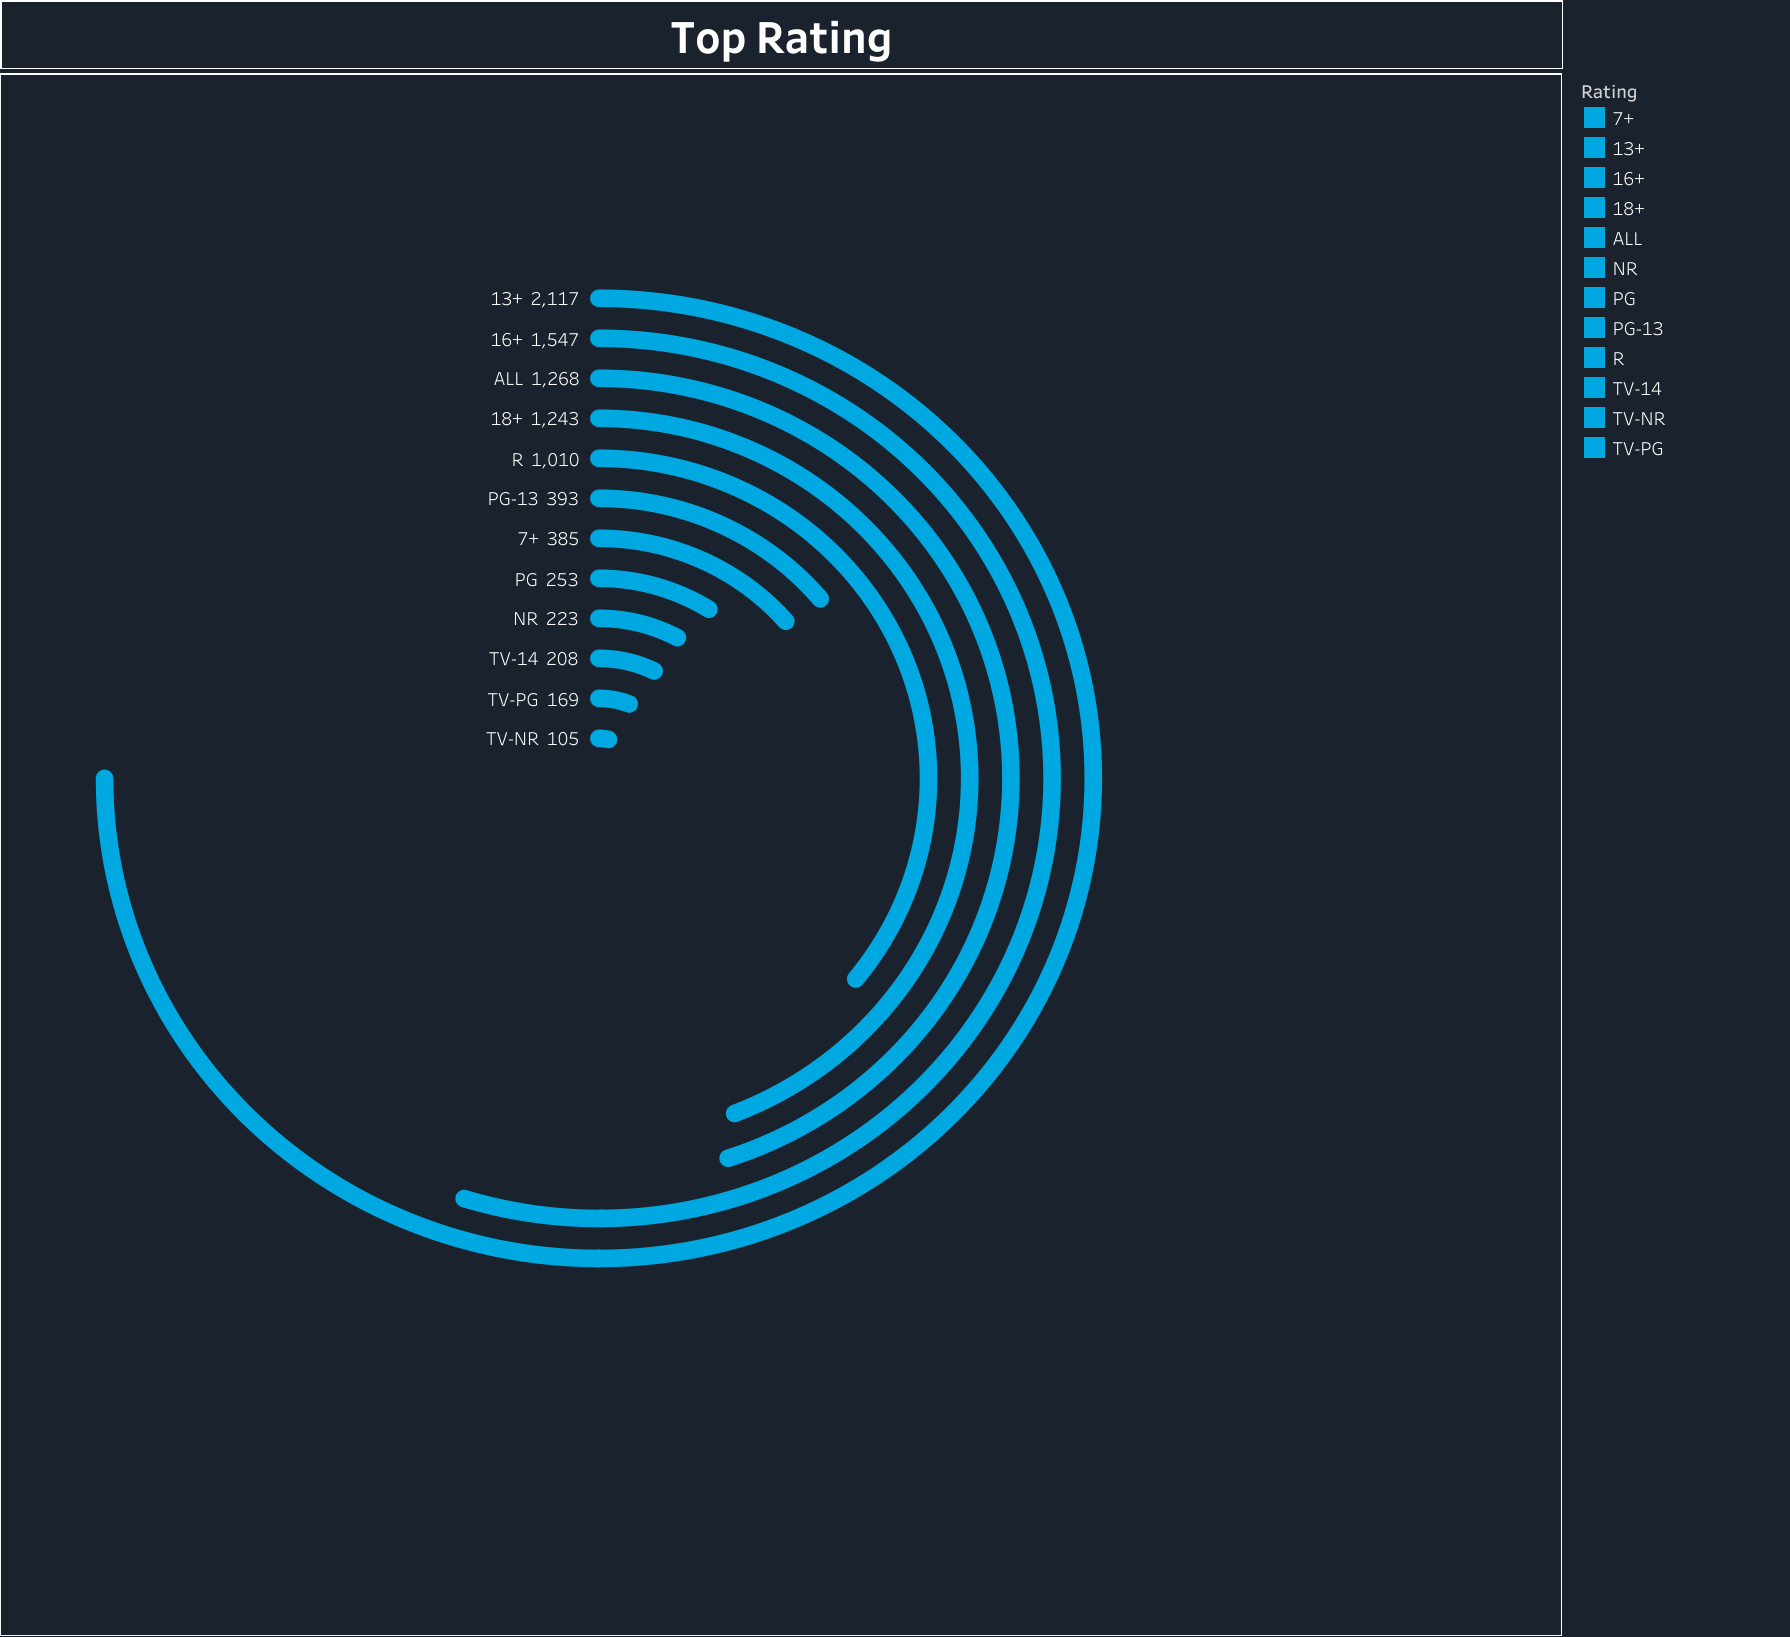 Top Rating
13+ 2,117
16+ 1,547
ALL 1,268
18+ 1,243
R 1,010
PG-13 393
7+ 385
PG 253
NR 223
TV-14 208
TV-PG 169
TV-NR 105
Rating
7+
13+
16+
18+
ALL
NR
PG
PG-13
R
TV-14
TV-NR
TV-PG